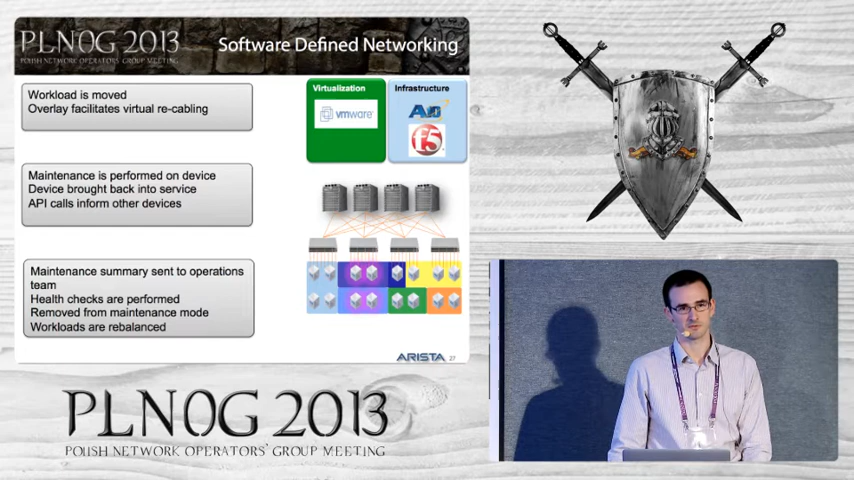 PLNOG 2013
POLISH NETWORK OPERATORS' GROUP MEETING
Software Defined Networking
Workload is moved
Overlay facilitates virtual re-cabling
Virtualization
Infrastructure
vmware
A10
f5
Maintenance is performed on device
Device brought back into service
API calls inform other devices
Maintenance summary sent to operations
team
Health checks are performed
Removed from maintenance mode
Workloads are rebalanced
ARISTA 27
PLNOG 2013
POLISH NETWORK OPERATORS' GROUP MEETING